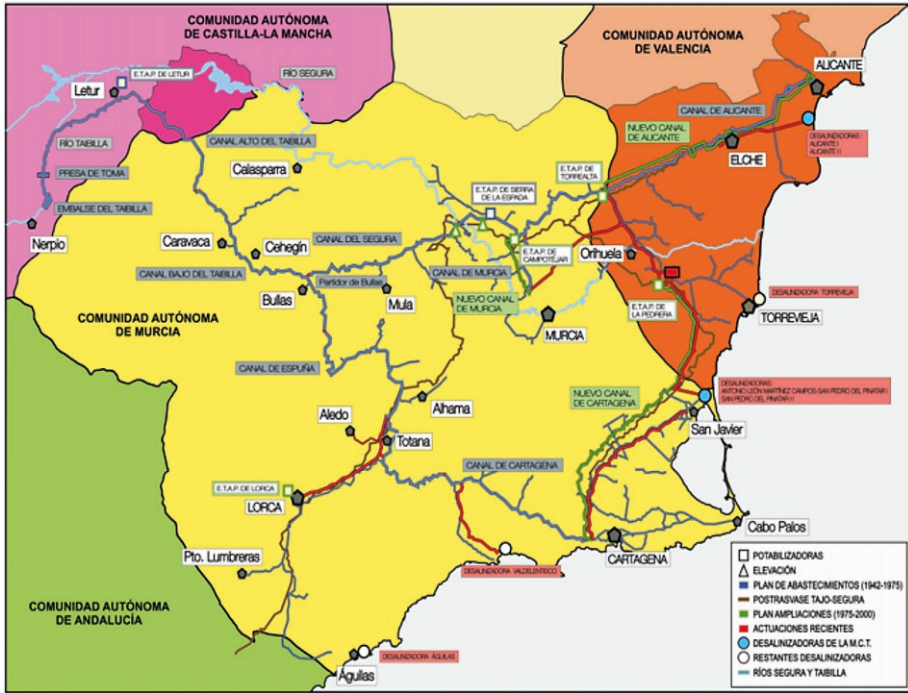 COMUNIDAD AUTÓNOMA
DE CASTILLA-LA MANCHA
COMUNIDAD AUTÓNOMA
DE VALENCIA
E.T.A.P. DE LETUR
RÍO SEGURA
ALICANTE
Letur
CANAL DE ALICANTE
NUEVO CANAL
DE ALICANTE
DESALINIZADORAS:
ALICANTE I
ALICANTE II
RÍO TAIBILLA
CANAL ALTO DEL TAIBILLA
ELCHE
Calasparra
E.T.A.P. DE
TORREALTA
PRESA DE TOMA
E.T.A.P. DE SIERRA
DE LA ESPADA
EMBALSE DEL TAIBILLA
Nerpio
Caravaca
Cehegín
CANAL DEL SEGURA
E.T.A.P. DE
CAMPOTÉJAR
Orihuela
CANAL BAJO DEL TAIBILLA
Partidor de Bullas
CANAL DE MURCIA
Bullas
Mula
NUEVO CANAL
DE MURCIA
E.T.A.P. DE
LA PEDRERA
DESALINIZADORA TORREVIEJA
TORREVIEJA
COMUNIDAD AUTÓNOMA
DE MURCIA
MURCIA
CANAL DE ESPUÑA
Alhama
NUEVO CANAL
DE CARTAGENA
DESALINIZADORAS:
ANTONIO LEÓN MARTÍNEZ CAMPOS-SAN PEDRO DEL PINATAR I
SAN PEDRO DEL PINATAR II
Aledo
San Javier
Totana
CANAL DE CARTAGENA
E.T.A.P. DE LORCA
LORCA
Cabo Palos
CARTAGENA
Pto. Lumbreras
DESALINIZADORA VALDELENTISCO
COMUNIDAD AUTÓNOMA
DE ANDALUCÍA
Águilas
DESALINIZADORA ÁGUILAS
POTABILIZADORAS
ELEVACIÓN
PLAN DE ABASTECIMIENTOS (1942-1975)
POSTRASVASE TAJO-SEGURA
PLAN AMPLIACIONES (1975-2000)
ACTUACIONES RECIENTES
DESALINIZADORAS DE LA M.C.T.
RESTANTES DESALINIZADORAS
RÍOS SEGURA Y TAIBILLA